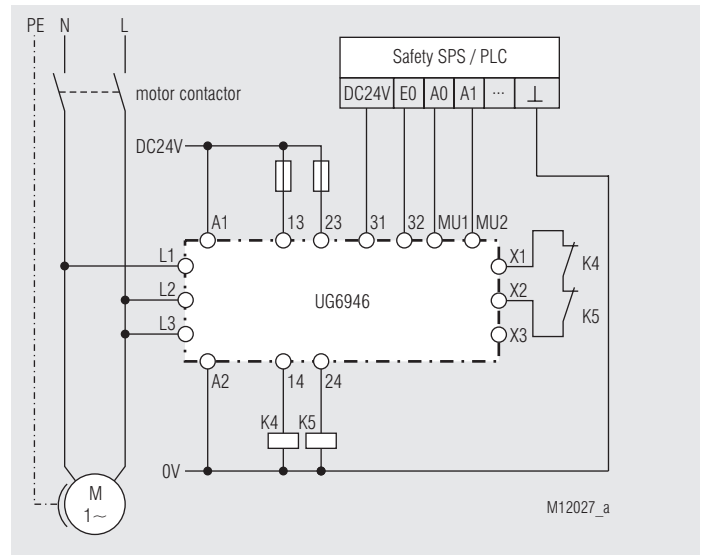 PE N L
Safety SPS / PLC
DC24V E0 A0 A1 ... ⊥
motor contactor
DC24V
A1 13 23 31 32 MU1 MU2
L1 X1 K4
L2 X2
UG6946 K5
L3 X3
A2 14 24
K4 K5
0V
M
1~
M12027_a